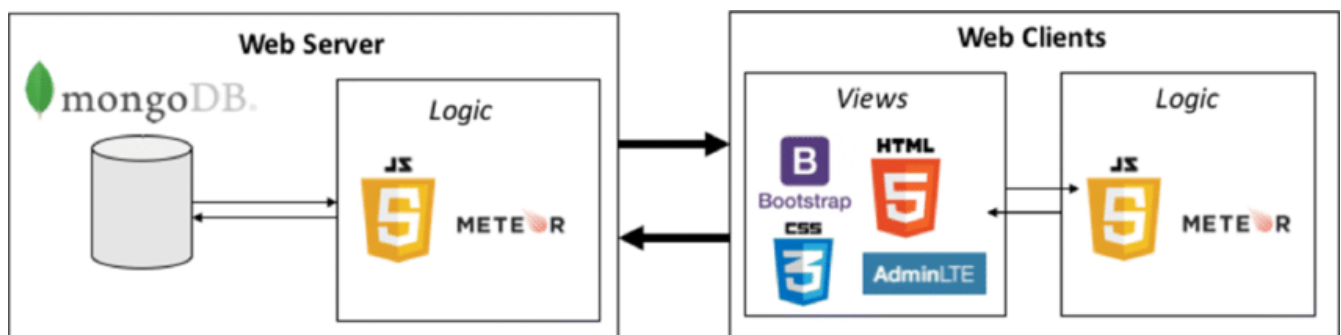 Web Server
mongoDB.
Logic
JS
5
METEOR
Web Clients
Views
B
Bootstrap
HTML
5
CSS
3
AdminLTE
Logic
JS
5
METEOR